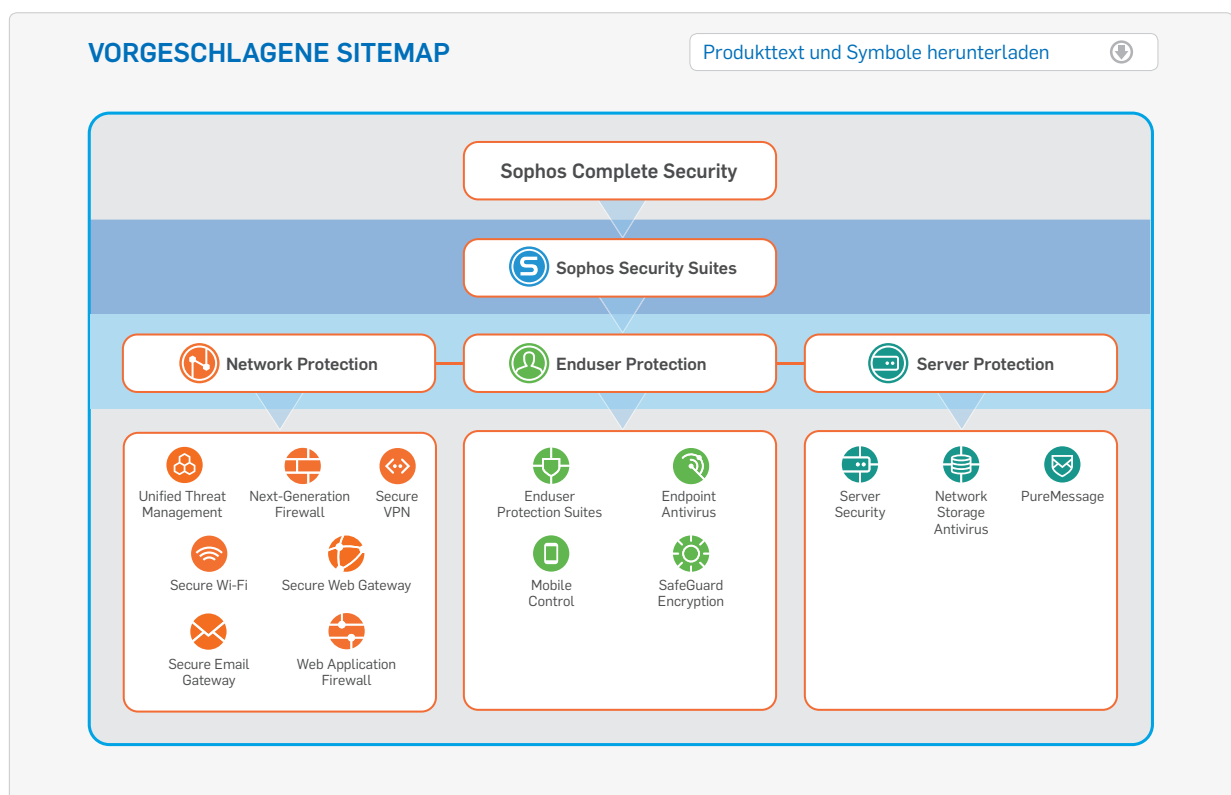 VORGESCHLAGENE SITEMAP
Produkttext und Symbole herunterladen
Sophos Complete Security
S Sophos Security Suites
Network Protection
Enduser Protection
Server Protection
Unified Threat
Management
Next-Generation
Firewall
Secure
VPN
Secure Wi-Fi
Secure Web Gateway
Secure Email
Gateway
Web Application
Firewall
Enduser
Protection Suites
Endpoint
Antivirus
Mobile
Control
SafeGuard
Encryption
Server
Security
Network
Storage
Antivirus
PureMessage